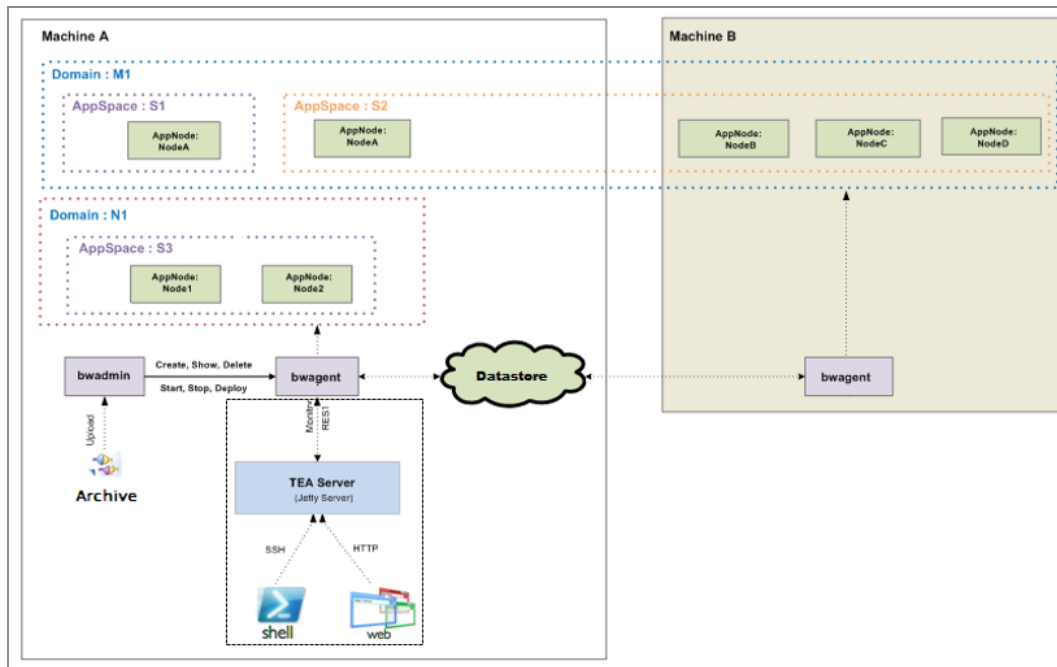 Machine A
Machine B
Domain : M1
AppSpace : S1
AppSpace : S2
AppNode:
NodeA
AppNode:
NodeA
AppNode:
NodeB
AppNode:
NodeC
AppNode:
NodeD
Domain : N1
AppSpace : S3
AppNode:
Node1
AppNode:
Node2
bwadmin
Create, Show, Delete
Start, Stop, Deploy
bwagent
Datastore
bwagent
Upload
Archive
Monitry
REST
TEA Server
(Jetty Server)
SSH
HTTP
shell
web